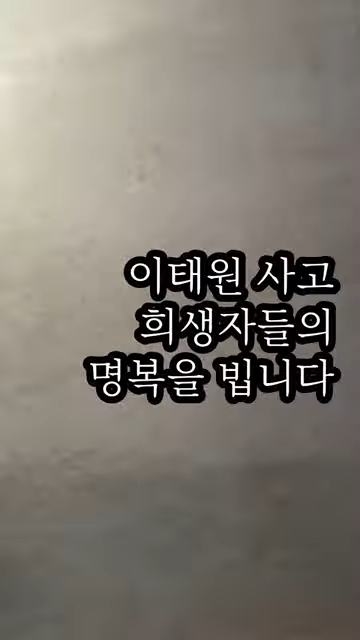 이태원 사고
희생자들의
명복을 빕니다